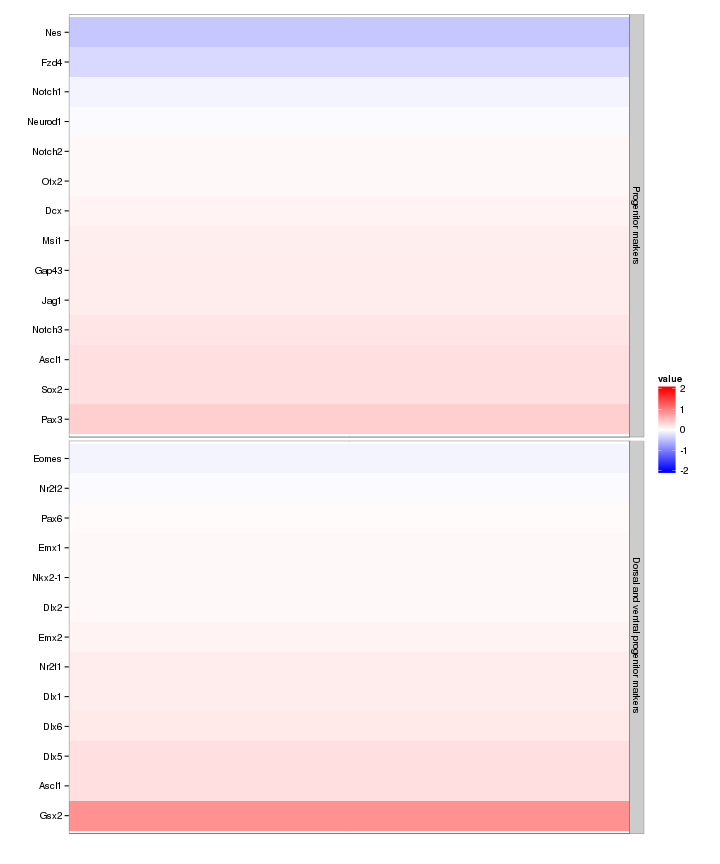 Nes
Fzd4
Notch1
Neurod1
Notch2
Otx2
Dcx
Msi1
Gap43
Jag1
Notch3
Ascl1
Sox2
Pax3
Progenitor markers
Eomes
Nr2f2
Pax6
Emx1
Nkx2-1
Dlx2
Emx2
Nr2f1
Dlx1
Dlx6
Dlx5
Ascl1
Gsx2
Dorsal and ventral progenitor markers
value
2
1
0
-1
-2